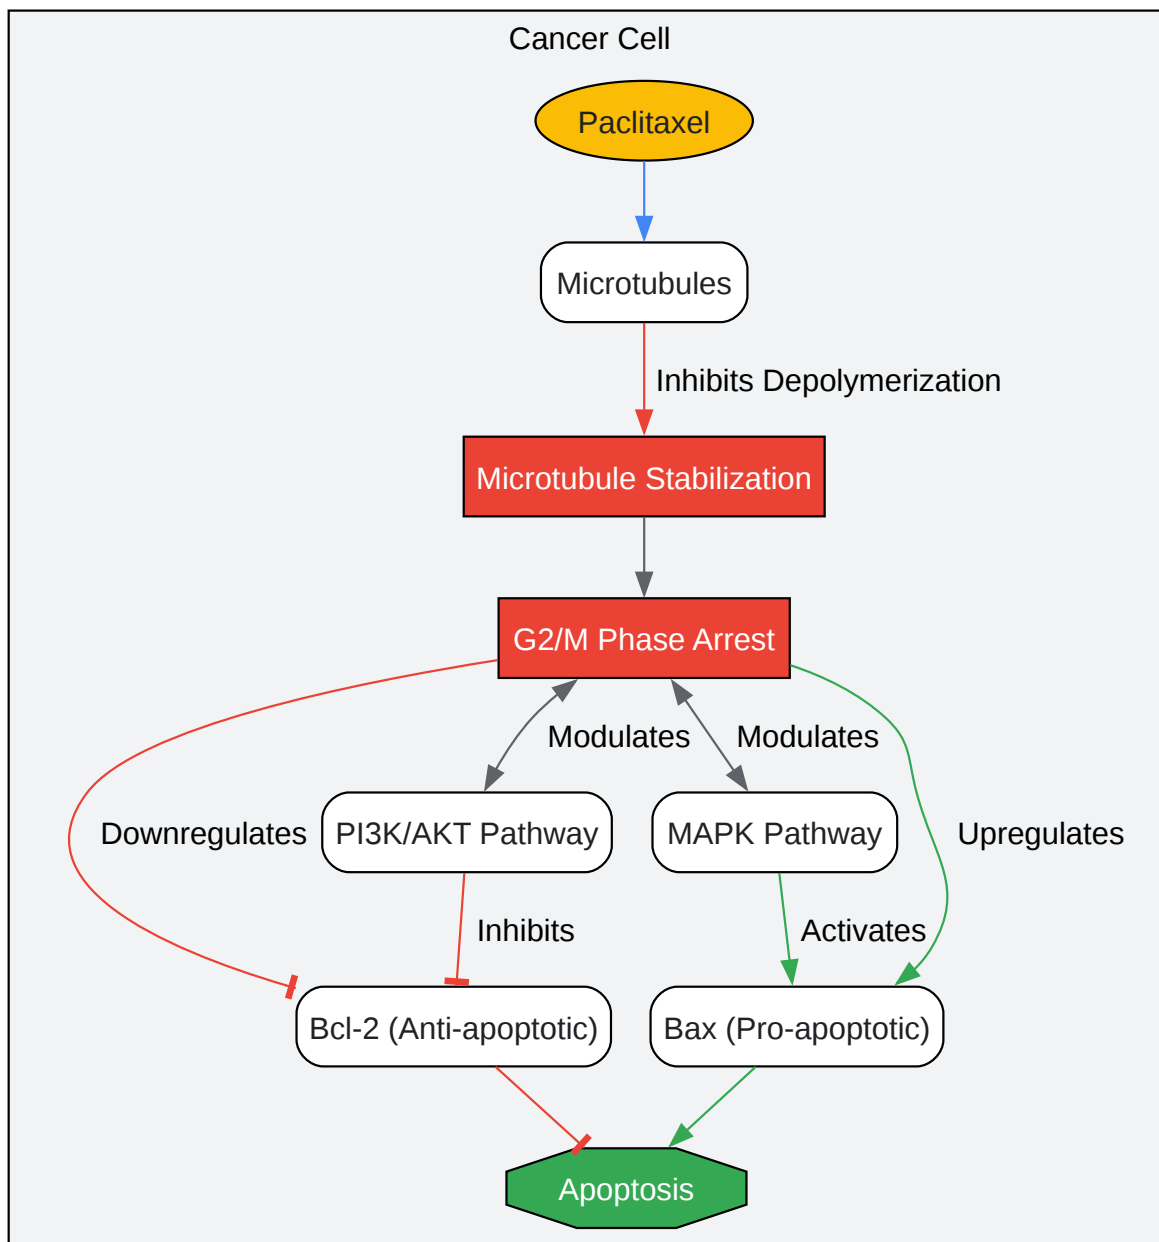 Cancer Cell
Paclitaxel
Microtubules
Inhibits Depolymerization
Microtubule Stabilization
G2/M Phase Arrest
Modulates
Modulates
Downregulates
PI3K/AKT Pathway
MAPK Pathway
Upregulates
Inhibits
Activates
Bcl-2 (Anti-apoptotic)
Bax (Pro-apoptotic)
Apoptosis